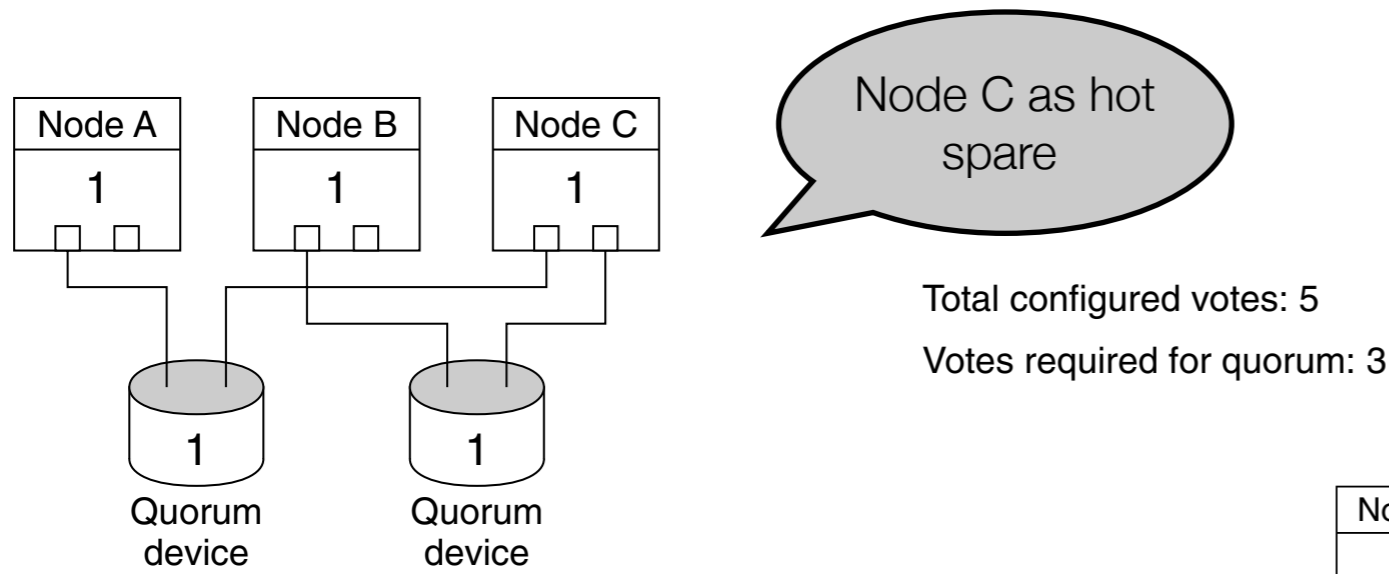 Node A
Node B
Node C
1
1
1
Node C as hot
spare
Total configured votes: 5
Votes required for quorum: 3
1
1
Quorum
device
Quorum
device